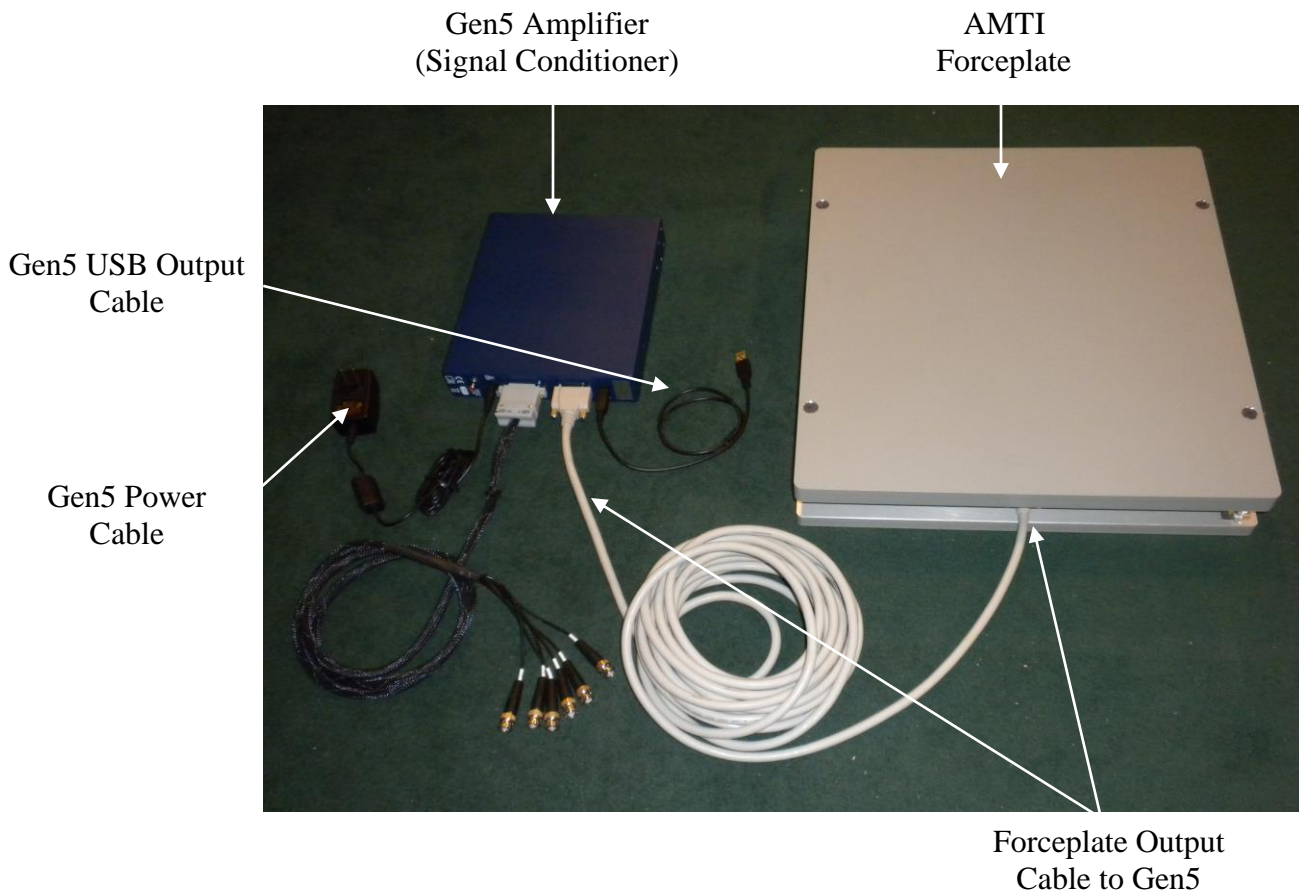 Gen5 Amplifier
(Signal Conditioner)
AMTI
Forceplate
Gen5 USB Output
Cable
Gen5 Power
Cable
Forceplate Output
Cable to Gen5